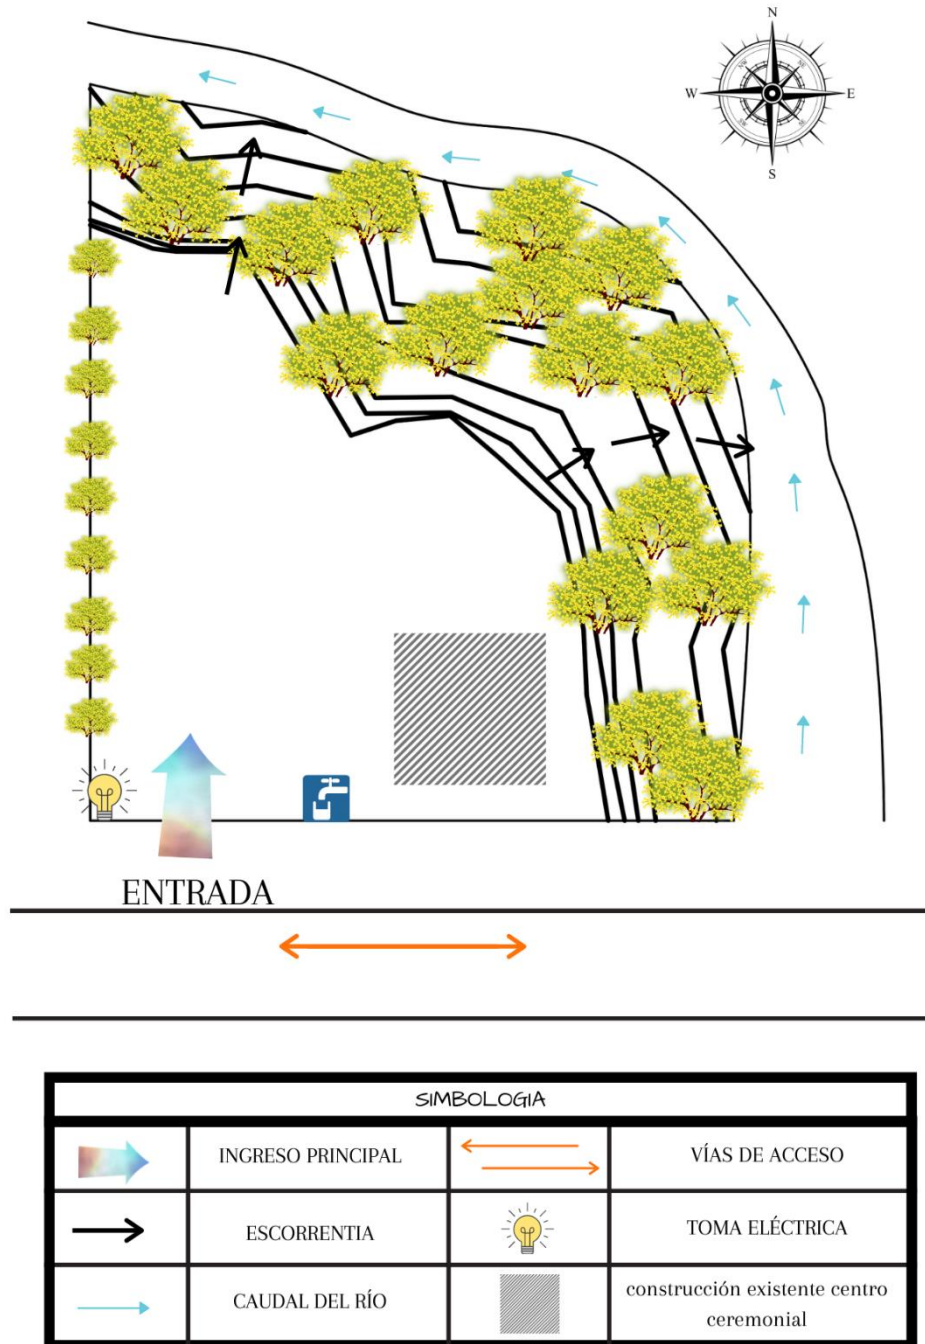 N
W
E
S
ENTRADA
SIMBOLOGIA
INGRESO PRINCIPAL
VÍAS DE ACCESO
ESCORRENTIA
TOMA ELÉCTRICA
CAUDAL DEL RÍO
construcción existente centro
ceremonial